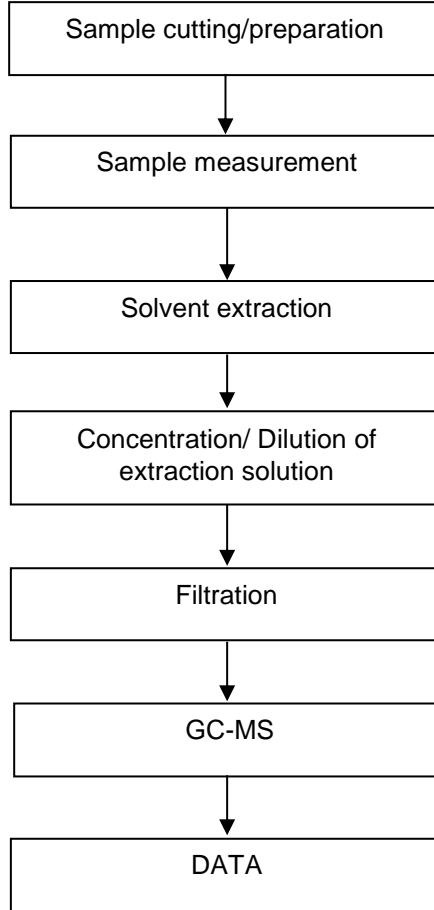 Sample cutting/preparation
Sample measurement
Solvent extraction
Concentration/ Dilution of
extraction solution
Filtration
GC-MS
DATA